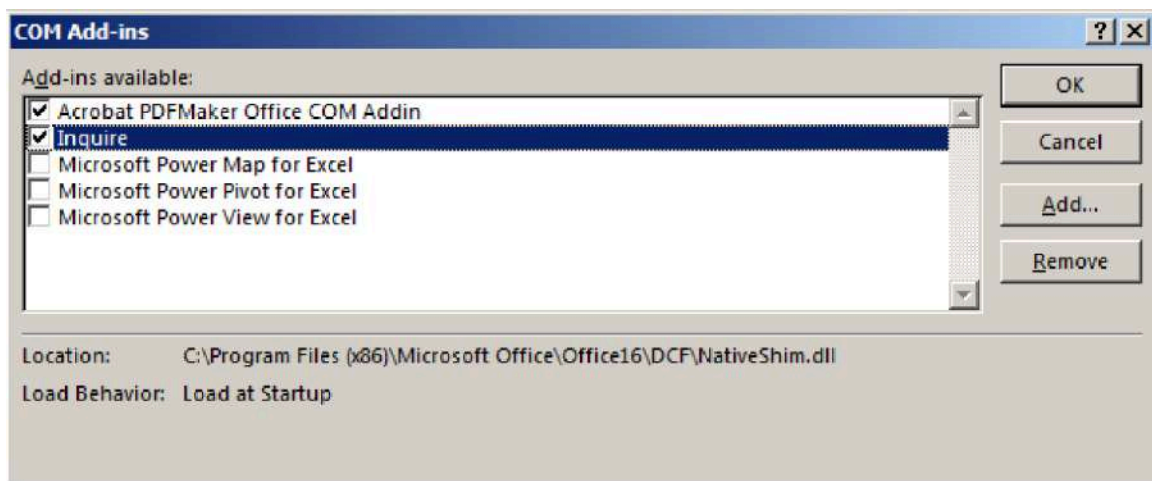 COM Add-ins
Add-ins available:
Acrobat PDFMaker Office COM Addin
Inquire
Microsoft Power Map for Excel
Microsoft Power Pivot for Excel
Microsoft Power View for Excel
OK
Cancel
Add...
Remove
Location: C:\Program Files (x86)\Microsoft Office\Office16\DCF\NativeShim.dll
Load Behavior: Load at Startup